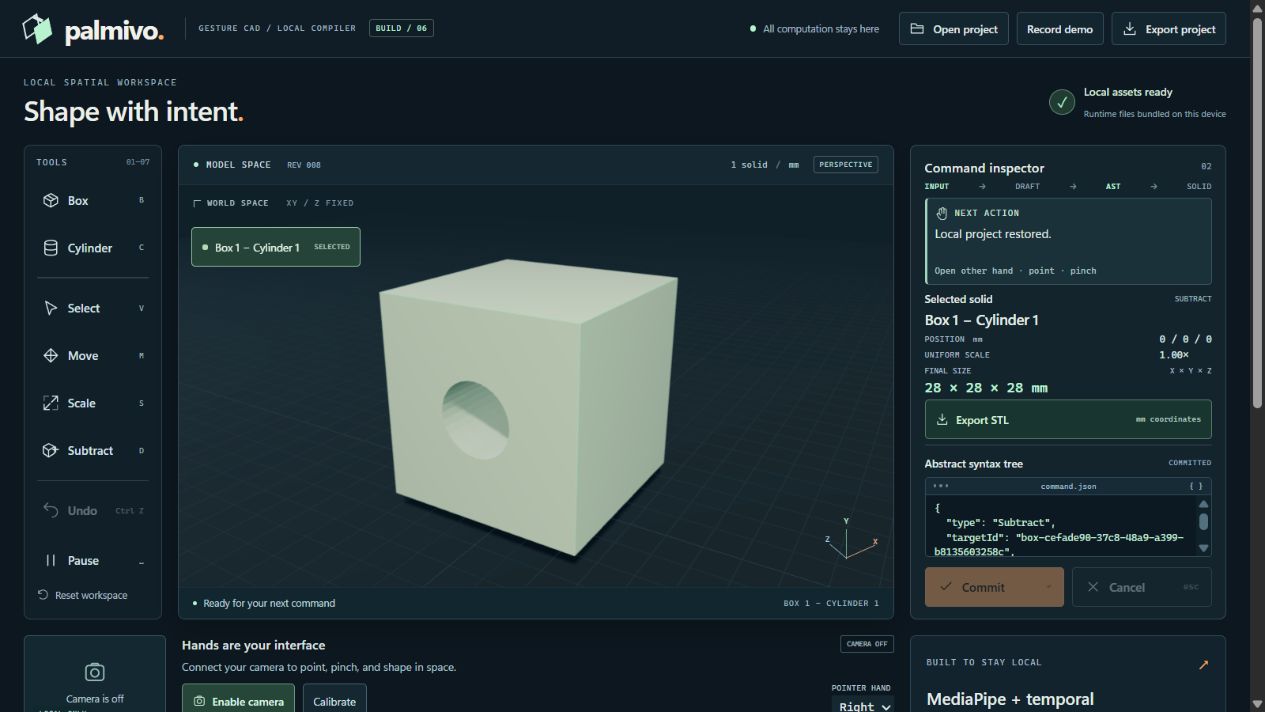 palmivo.
GESTURE CAD / LOCAL COMPILER
BUILD / 06
All computation stays here
Open project
Record demo
Export project
LOCAL SPATIAL WORKSPACE
Shape with intent.
Local assets ready
Runtime files bundled on this device
TOOLS 01–07
Box B
Cylinder C
Select V
Move M
Scale S
Subtract D
Undo Ctrl Z
Pause _
Reset workspace
MODEL SPACE REV 008
1 solid / mm PERSPECTIVE
WORLD SPACE XY / Z FIXED
Box 1 − Cylinder 1 SELECTED
Y
Z
X
Ready for your next command
BOX 1 − CYLINDER 1
Command inspector 02
INPUT → DRAFT → AST → SOLID
NEXT ACTION
Local project restored.
Open other hand · point · pinch
Selected solid SUBTRACT
Box 1 − Cylinder 1
POSITION mm 0 / 0 / 0
UNIFORM SCALE 1.00×
FINAL SIZE X × Y × Z
28 × 28 × 28 mm
Export STL mm coordinates
Abstract syntax tree COMMITTED
command.json { }
{
"type": "Subtract",
"targetId": "box-cefade90-37c8-48a9-a399-
b8135603258c",
Commit
Cancel esc
Camera is off
Hands are your interface
CAMERA OFF
Connect your camera to point, pinch, and shape in space.
Enable camera
Calibrate
POINTER HAND
Right
BUILT TO STAY LOCAL
MediaPipe + temporal